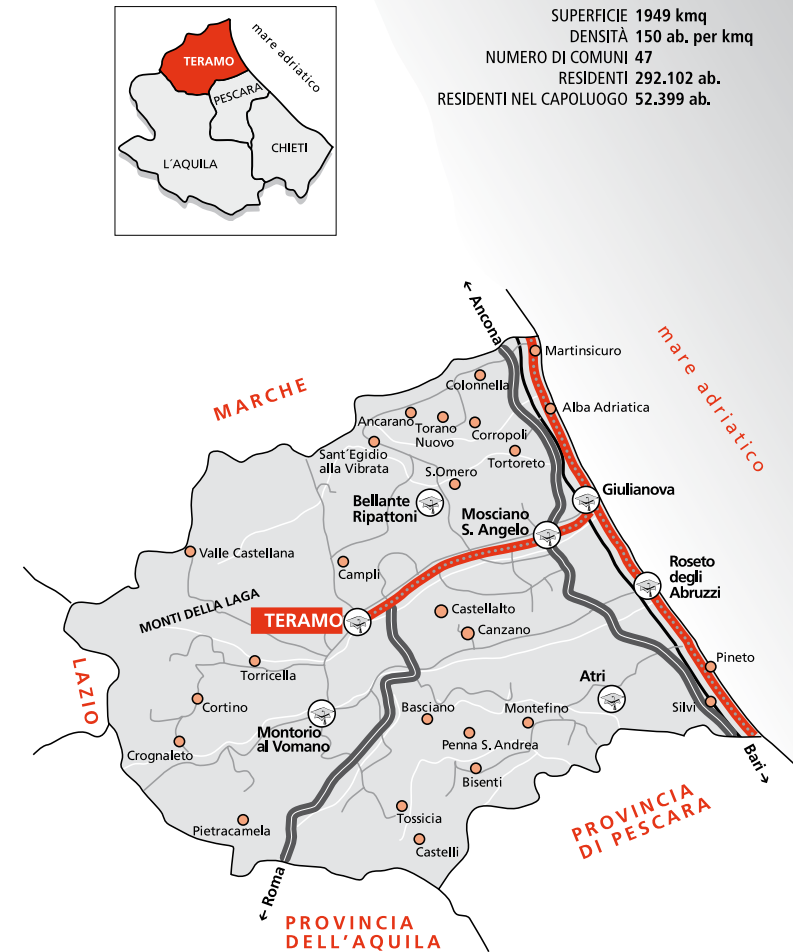 SUPERFICIE 1949 kmq
DENSITÀ 150 ab. per kmq
NUMERO DI COMUNI 47
RESIDENTI 292.102 ab.
RESIDENTI NEL CAPOLUOGO 52.399 ab.
mare adriatico
TERAMO
PESCARA
L'AQUILA
CHIETI
← Ancona
Martinsicuro
mare adriatico
Colonnella
MARCHE
Alba Adriatica
Ancarano
Torano
Nuovo
Corropoli
Sant'Egidio
alla Vibrata
Tortoreto
S.Omero
Giulianova
Bellante
Ripattoni
Mosciano
S. Angelo
Valle Castellana
Campli
Roseto
degli
Abruzzi
MONTI DELLA LAGA
TERAMO
Castellalto
Canzano
LAZIO
Torricella
Pineto
Atri
Cortino
Silvi
Basciano
Montefino
Montorio
al Vomano
Crognaleto
Penna S. Andrea
Bari →
Bisenti
PROVINCIA
DI PESCARA
Tossicia
Pietracamela
Castelli
← Roma
PROVINCIA
DELL'AQUILA